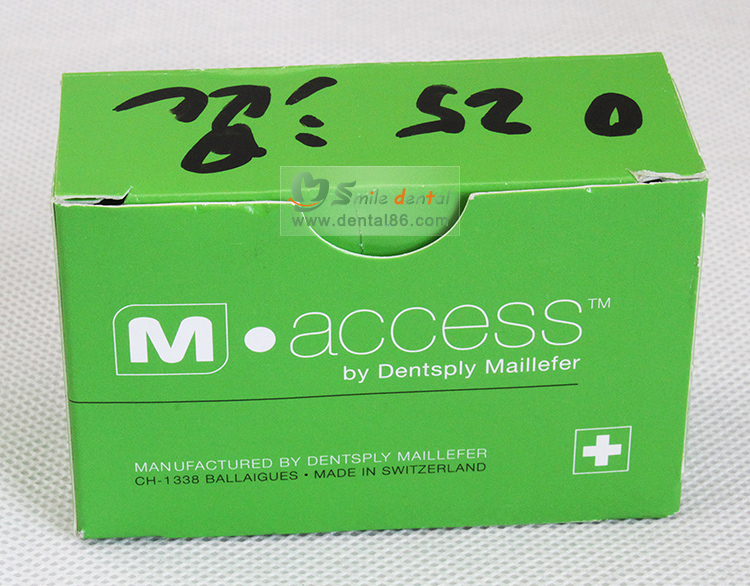 Smile dental
www.dental86.com
M•access™
by Dentsply Maillefer
MANUFACTURED BY DENTSPLY MAILLEFER
CH-1338 BALLAIGUES • MADE IN SWITZERLAND